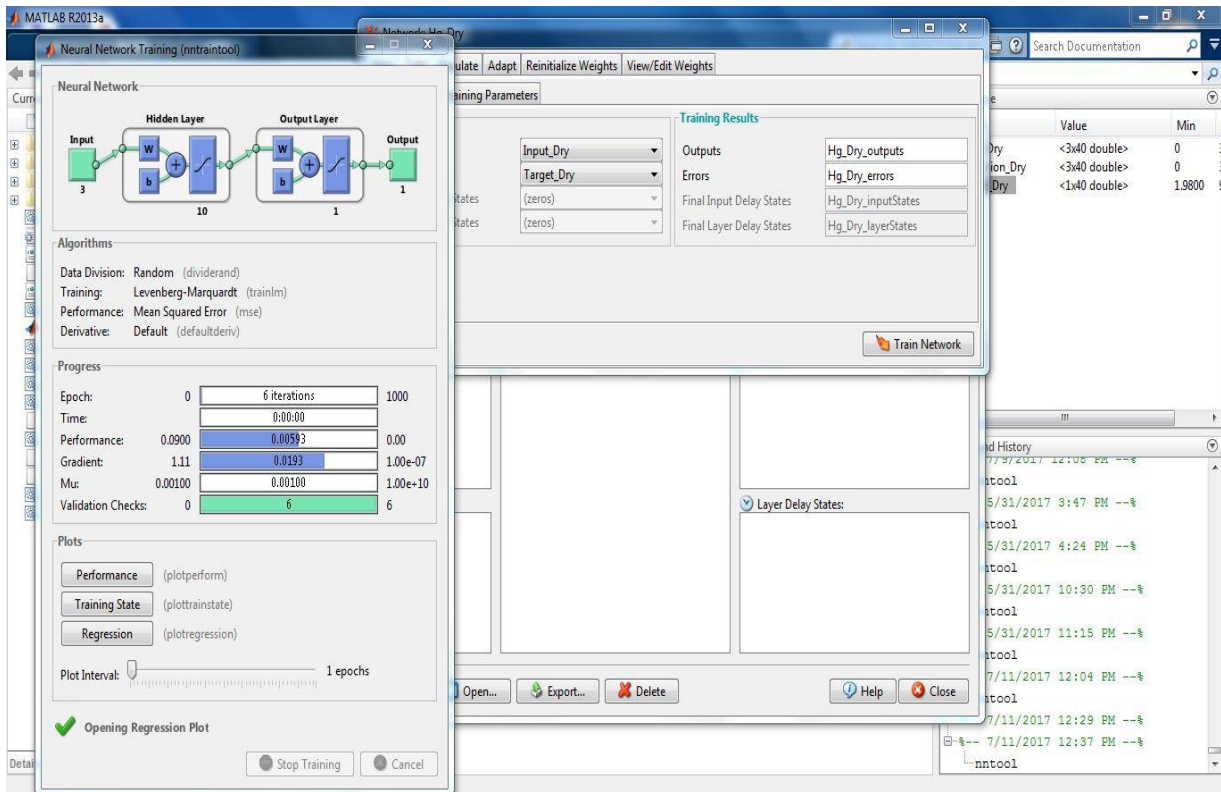 MATLAB R2013a
Network: Hg_Dry
Neural Network Training (nntraintool)
Search Documentation
ulate Adapt Reinitialize Weights View/Edit Weights
aining Parameters
Curr
Neural Network
Hidden Layer Output Layer
Input Output
W W
b b
3 10 1 1
Algorithms
Data Division: Random (dividerand)
Training: Levenberg-Marquardt (trainlm)
Performance: Mean Squared Error (mse)
Derivative: Default (defaultderiv)
Progress
Epoch: 0 6 iterations 1000
Time: 0:00:00
Performance: 0.0900 0.00593 0.00
Gradient: 1.11 0.0193 1.00e-07
Mu: 0.00100 0.00100 1.00e+10
Validation Checks: 0 6 6
Plots
Performance (plotperform)
Training State (plottrainstate)
Regression (plotregression)
Plot Interval: 1 epochs
Opening Regression Plot
Stop Training Cancel
Detai
Input_Dry
Target_Dry
tates (zeros)
tates (zeros)
Training Results
Outputs Hg_Dry_outputs
Errors Hg_Dry_errors
Final Input Delay States Hg_Dry_inputStates
Final Layer Delay States Hg_Dry_layerStates
Train Network
Layer Delay States:
Open... Export... Delete Help Close
e
Value Min
Dry <3x40 double> 0
ion_Dry <3x40 double> 0
_Dry <1x40 double> 1.9800
nd History
7/9/2017 12:08 PM --%
ntool
5/31/2017 3:47 PM --%
ntool
5/31/2017 4:24 PM --%
ntool
5/31/2017 10:30 PM --%
ntool
5/31/2017 11:15 PM --%
ntool
7/11/2017 12:04 PM --%
ntool
7/11/2017 12:29 PM --%
%-- 7/11/2017 12:37 PM --%
nntool